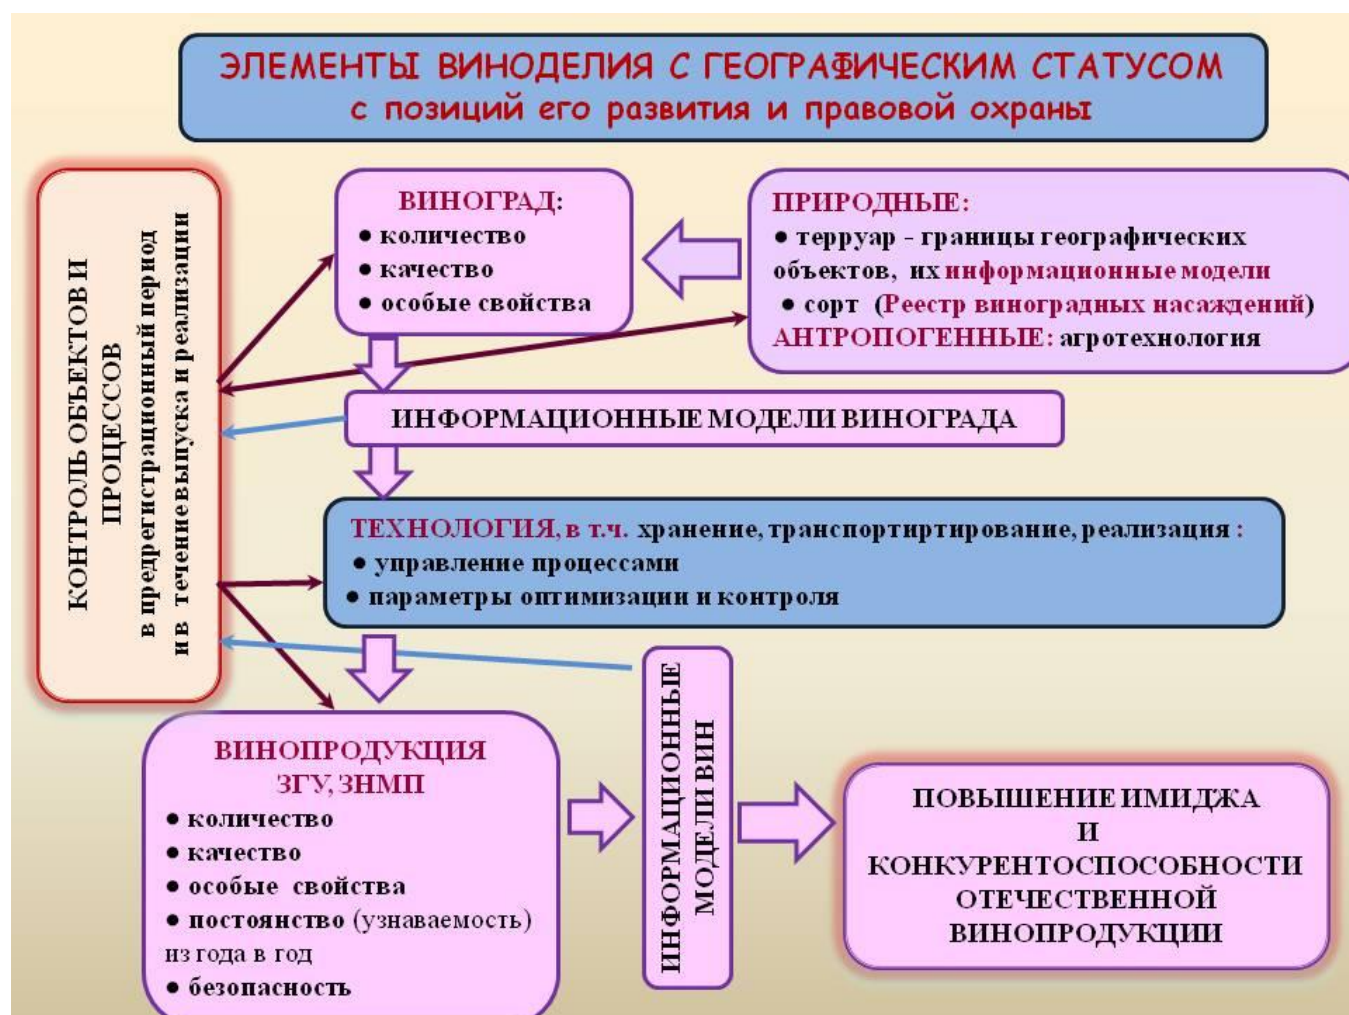 ЭЛЕМЕНТЫ ВИНОДЕЛИЯ С ГЕОГРАФИЧЕСКИМ СТАТУСОМ
с позиций его развития и правовой охраны
КОНТРОЛЬ ОБЪЕКТОВ И
ПРОЦЕССОВ
в предрегистрационный период
и в течениевыпуска и реализации
ВИНОГРАД:
● количество
● качество
● особые свойства
ПРИРОДНЫЕ:
● терруар - границы географических
объектов, их информационные модели
● сорт (Реестр виноградных насаждений)
АНТРОПОГЕННЫЕ: агротехнология
ИНФОРМАЦИОННЫЕ МОДЕЛИ ВИНОГРАДА
ТЕХНОЛОГИЯ, в т.ч. хранение, транспортиртирование, реализация :
● управление процессами
● параметры оптимизации и контроля
ВИНОПРОДУКЦИЯ
ЗГУ, ЗНМП
● количество
● качество
● особые свойства
● постоянство (узнаваемость)
из года в год
● безопасность
ИНФОРМАЦИОННЫЕ
МОДЕЛИ ВИН
ПОВЫШЕНИЕ ИМИДЖА
И
КОНКУРЕНТОСПОСОБНОСТИ
ОТЕЧЕСТВЕННОЙ
ВИНОПРОДУКЦИИ